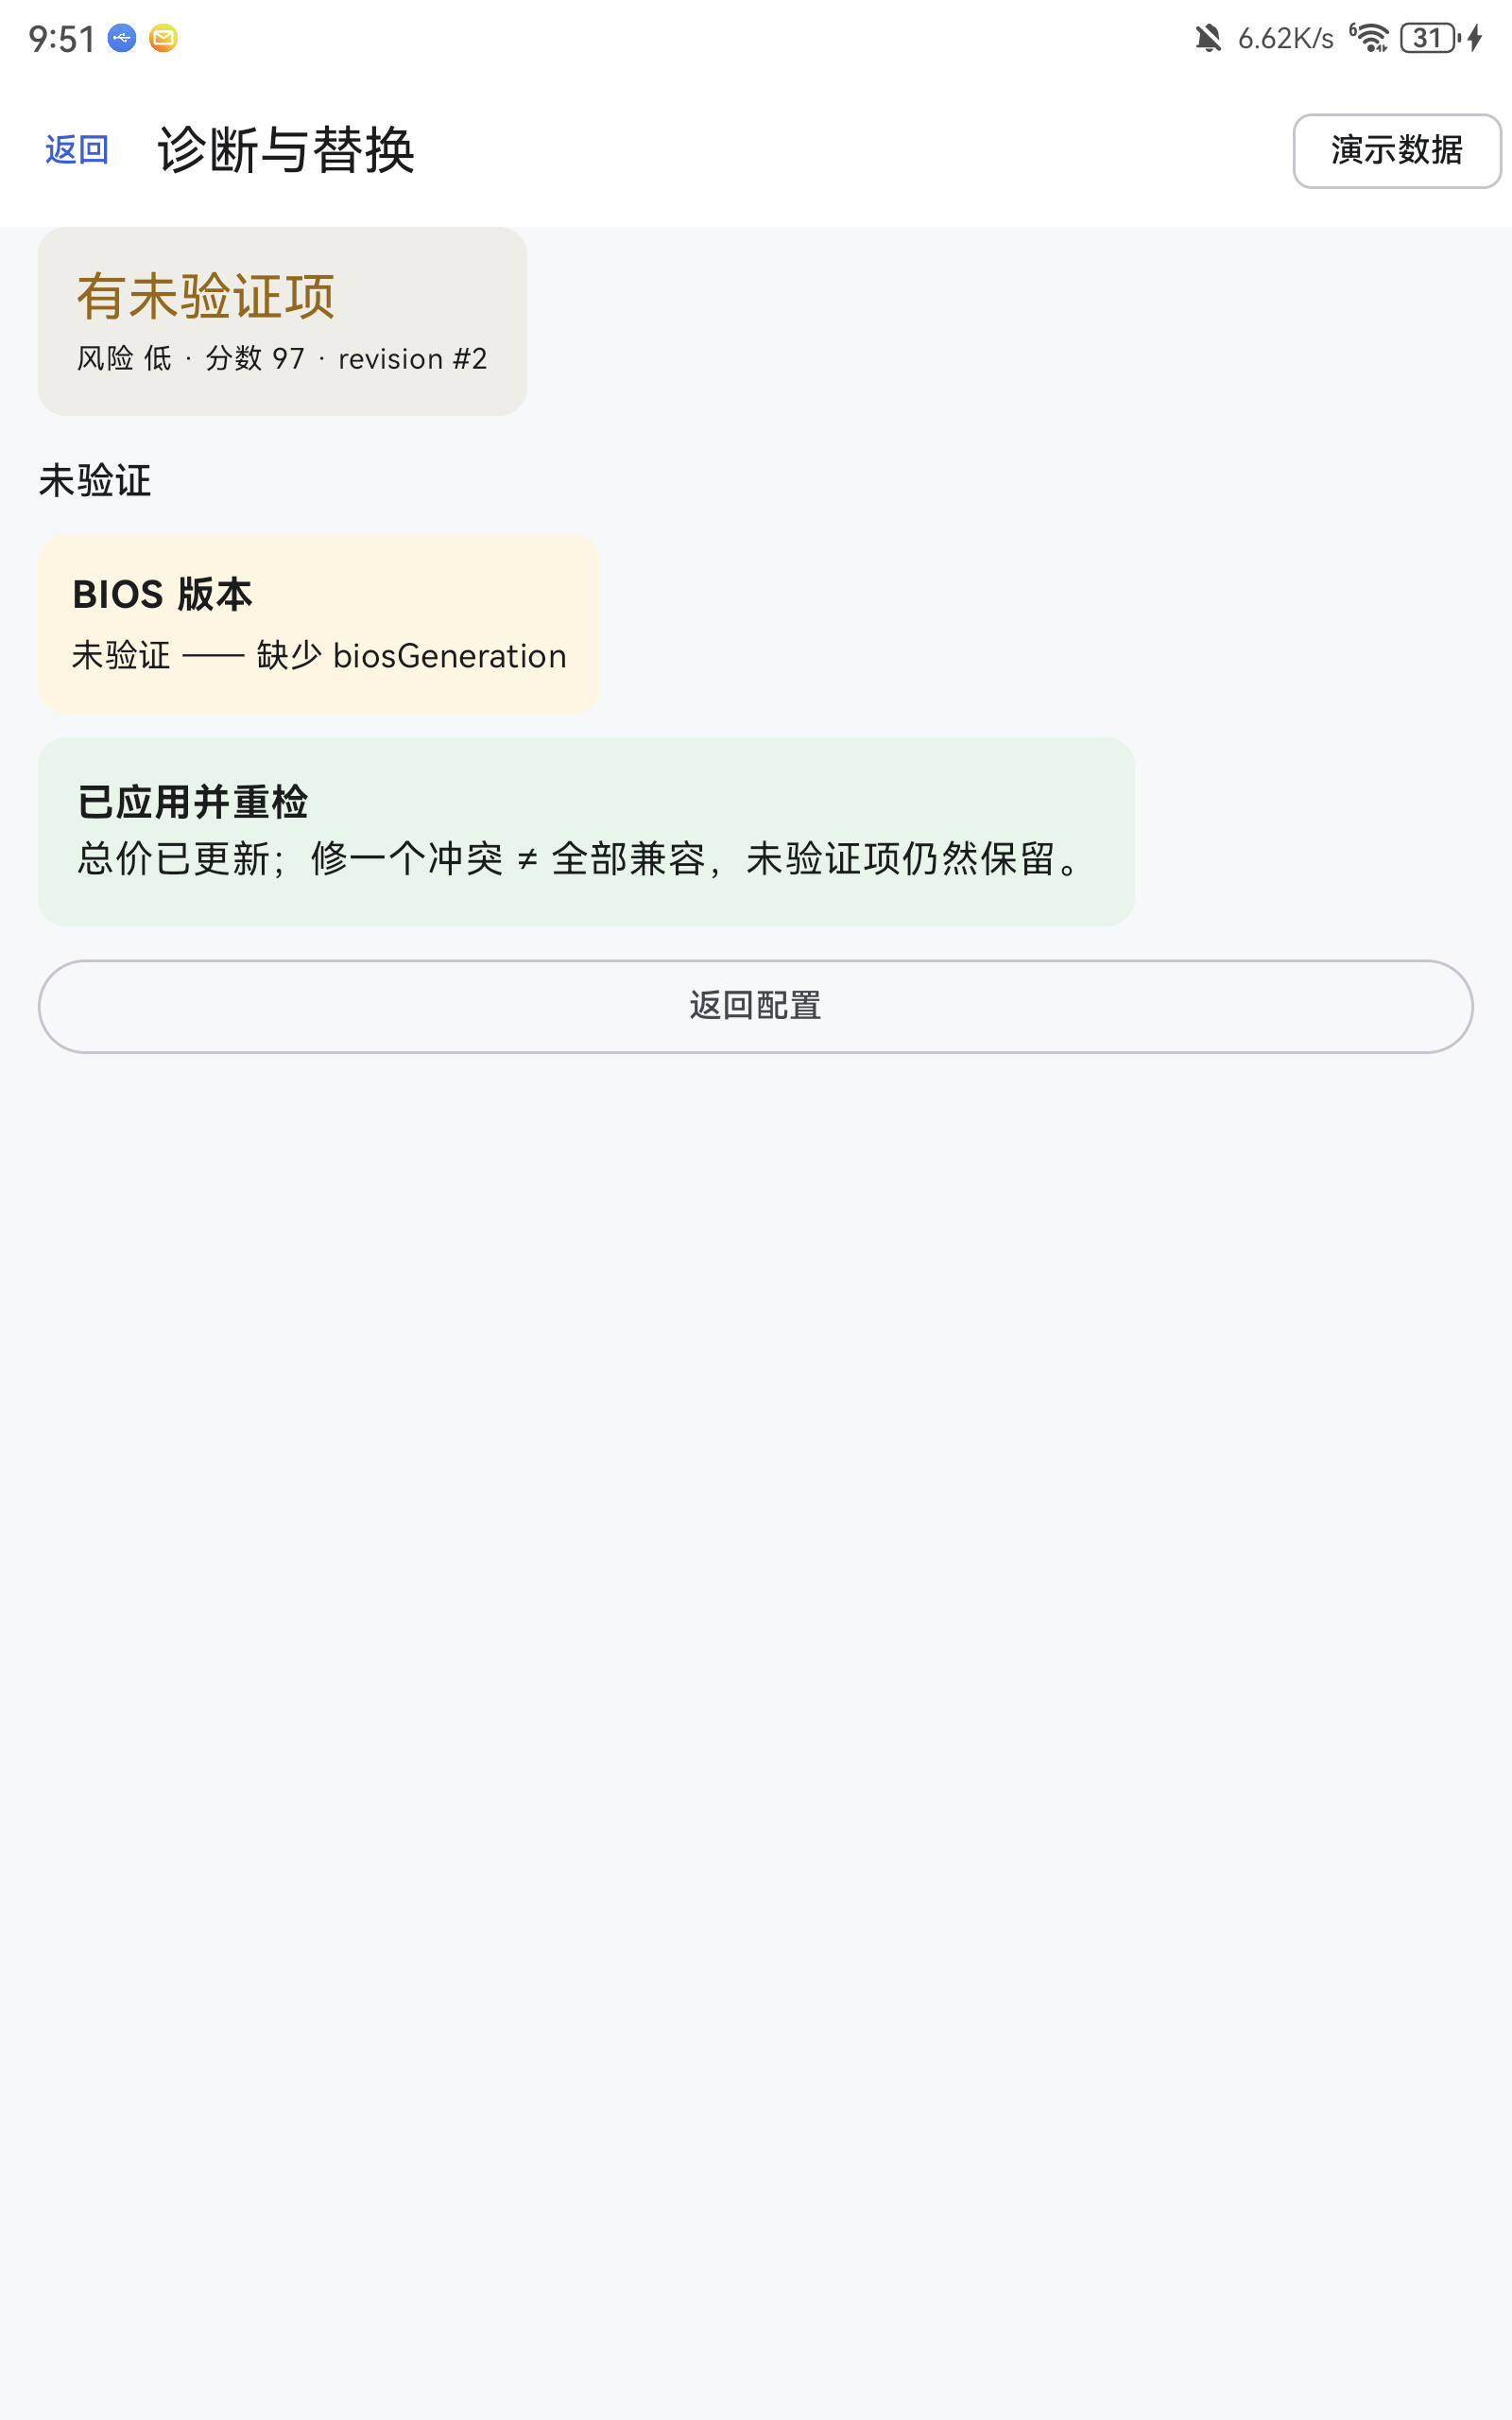 9:51
6.62K/s 6 31
返回 诊断与替换 演示数据
有未验证项
风险 低 · 分数 97 · revision #2
未验证
BIOS 版本
未验证 —— 缺少 biosGeneration
已应用并重检
总价已更新；修一个冲突 ≠ 全部兼容，未验证项仍然保留。
返回配置